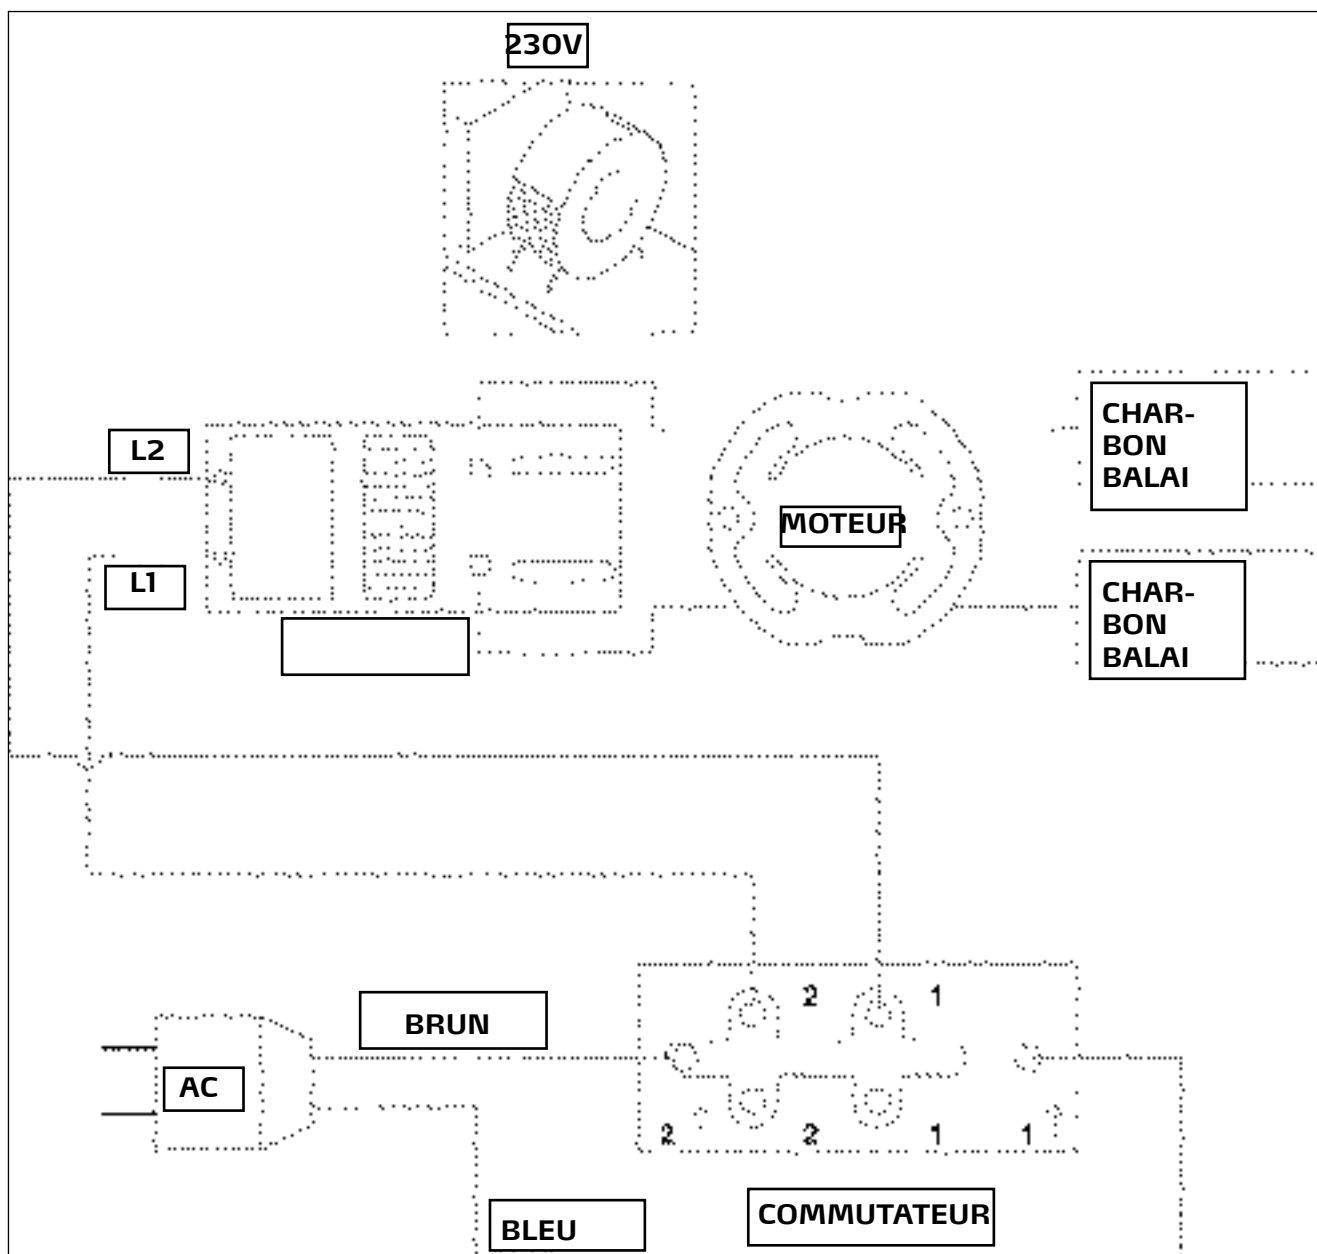 230V
L2
CHAR-
BON
BALAI
MOTEUR
L1
CHAR-
BON
BALAI
2 1
BRUN
AC
2 2 1 1
BLEU
COMMUTATEUR